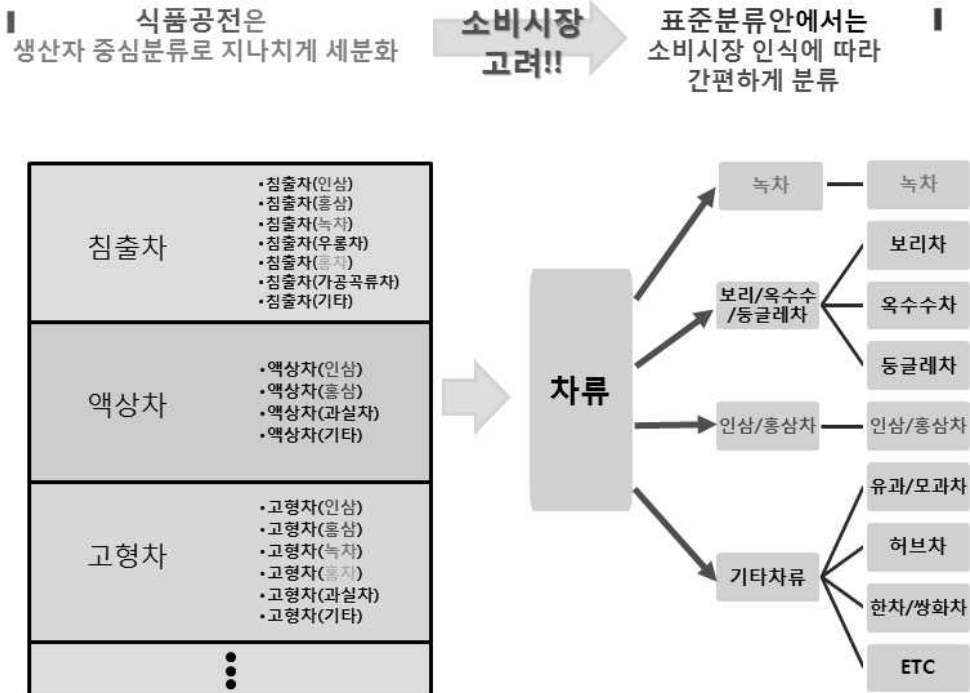 식품공전은
생산자 중심분류로 지나치게 세분화
소비시장
고려!!
표준분류안에서는
소비시장 인식에 따라
간편하게 분류
침출차
•침출차(인삼)
•침출차(홍삼)
•침출차(녹차)
•침출차(우롱차)
•침출차(홍차)
•침출차(가공곡류차)
•침출차(기타)
액상차
•액상차(인삼)
•액상차(홍삼)
•액상차(과실차)
•액상차(기타)
고형차
•고형차(인삼)
•고형차(홍삼)
•고형차(녹차)
•고형차(홍차)
•고형차(과실차)
•고형차(기타)
차류
녹차
녹차
보리/옥수수
/둥글레차
보리차
옥수수차
둥글레차
인삼/홍삼차
인삼/홍삼차
기타차류
유과/모과차
허브차
한차/쌍화차
ETC